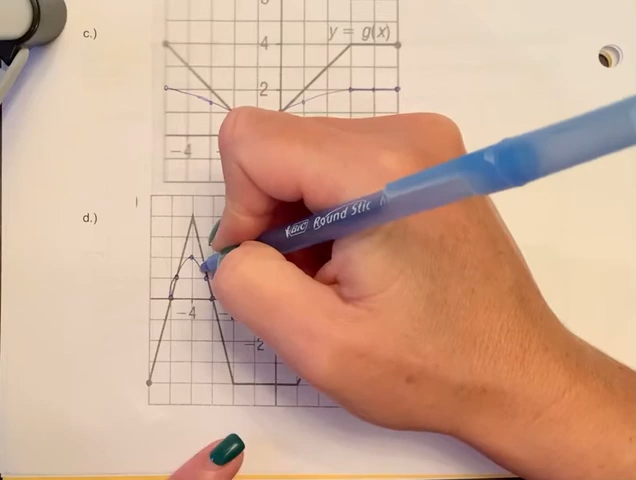 c.)
y = g(x)
4
2
-4
BIC Round Stic
d.)
-4
-2